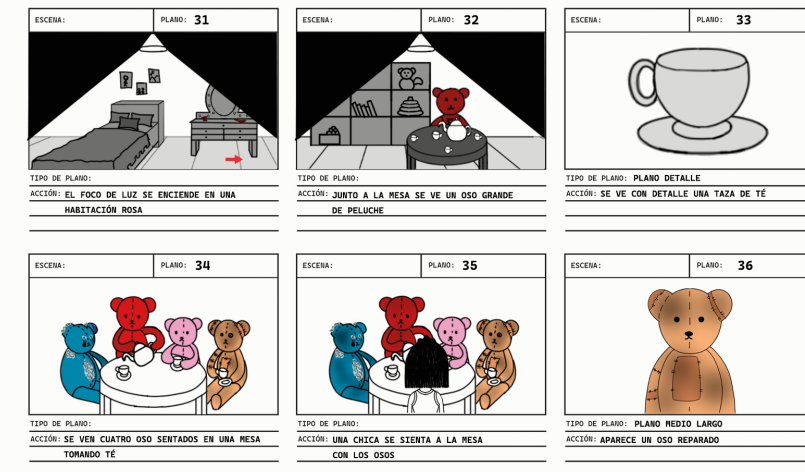 ESCENA: PLANO: 31
ESCENA: PLANO: 32
ESCENA: PLANO: 33
TIPO DE PLANO:
ACCIÓN: EL FOCO DE LUZ SE ENCIENDE EN UNA
HABITACIÓN ROSA
TIPO DE PLANO:
ACCIÓN: JUNTO A LA MESA SE VE UN OSO GRANDE
DE PELUCHE
TIPO DE PLANO: PLANO DETALLE
ACCIÓN: SE VE CON DETALLE UNA TAZA DE TÉ
ESCENA: PLANO: 34
ESCENA: PLANO: 35
ESCENA: PLANO: 36
TIPO DE PLANO:
ACCIÓN: SE VEN CUATRO OSO SENTADOS EN UNA MESA
TOMANDO TÉ
TIPO DE PLANO:
ACCIÓN: UNA CHICA SE SIENTA A LA MESA
CON LOS OSOS
TIPO DE PLANO: PLANO MEDIO LARGO
ACCIÓN: APARECE UN OSO REPARADO